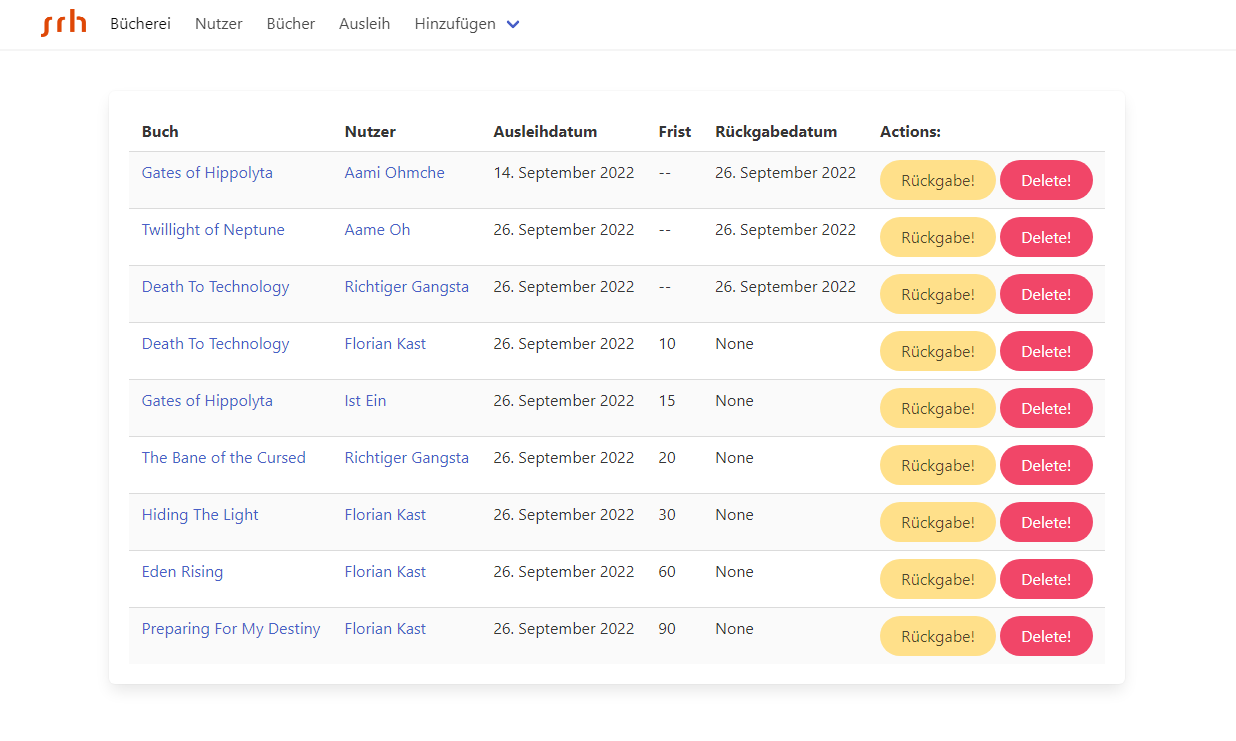 srh Bücherei Nutzer Bücher Ausleih Hinzufügen
Buch Nutzer Ausleihdatum Frist Rückgabedatum Actions:
Gates of Hippolyta Aami Ohmche 14. September 2022 -- 26. September 2022 Rückgabe! Delete!
Twillight of Neptune Aame Oh 26. September 2022 -- 26. September 2022 Rückgabe! Delete!
Death To Technology Richtiger Gangsta 26. September 2022 -- 26. September 2022 Rückgabe! Delete!
Death To Technology Florian Kast 26. September 2022 10 None Rückgabe! Delete!
Gates of Hippolyta Ist Ein 26. September 2022 15 None Rückgabe! Delete!
The Bane of the Cursed Richtiger Gangsta 26. September 2022 20 None Rückgabe! Delete!
Hiding The Light Florian Kast 26. September 2022 30 None Rückgabe! Delete!
Eden Rising Florian Kast 26. September 2022 60 None Rückgabe! Delete!
Preparing For My Destiny Florian Kast 26. September 2022 90 None Rückgabe! Delete!